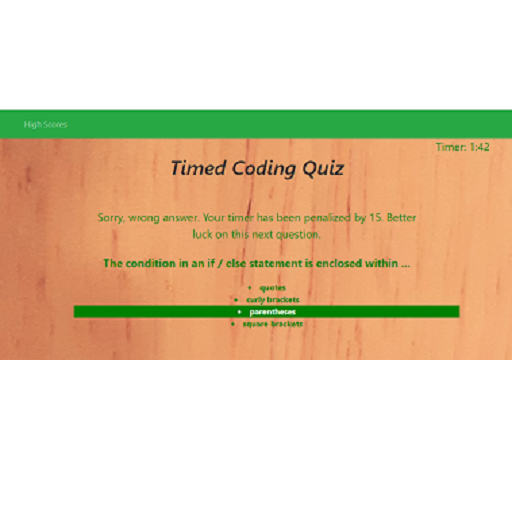 High Scores
Timer: 1:42
Timed Coding Quiz
Sorry, wrong answer. Your timer has been penalized by 15. Better
luck on this next question.
The condition in an if / else statement is enclosed within ...
• quotes
• curly brackets
• parentheses
• square brackets